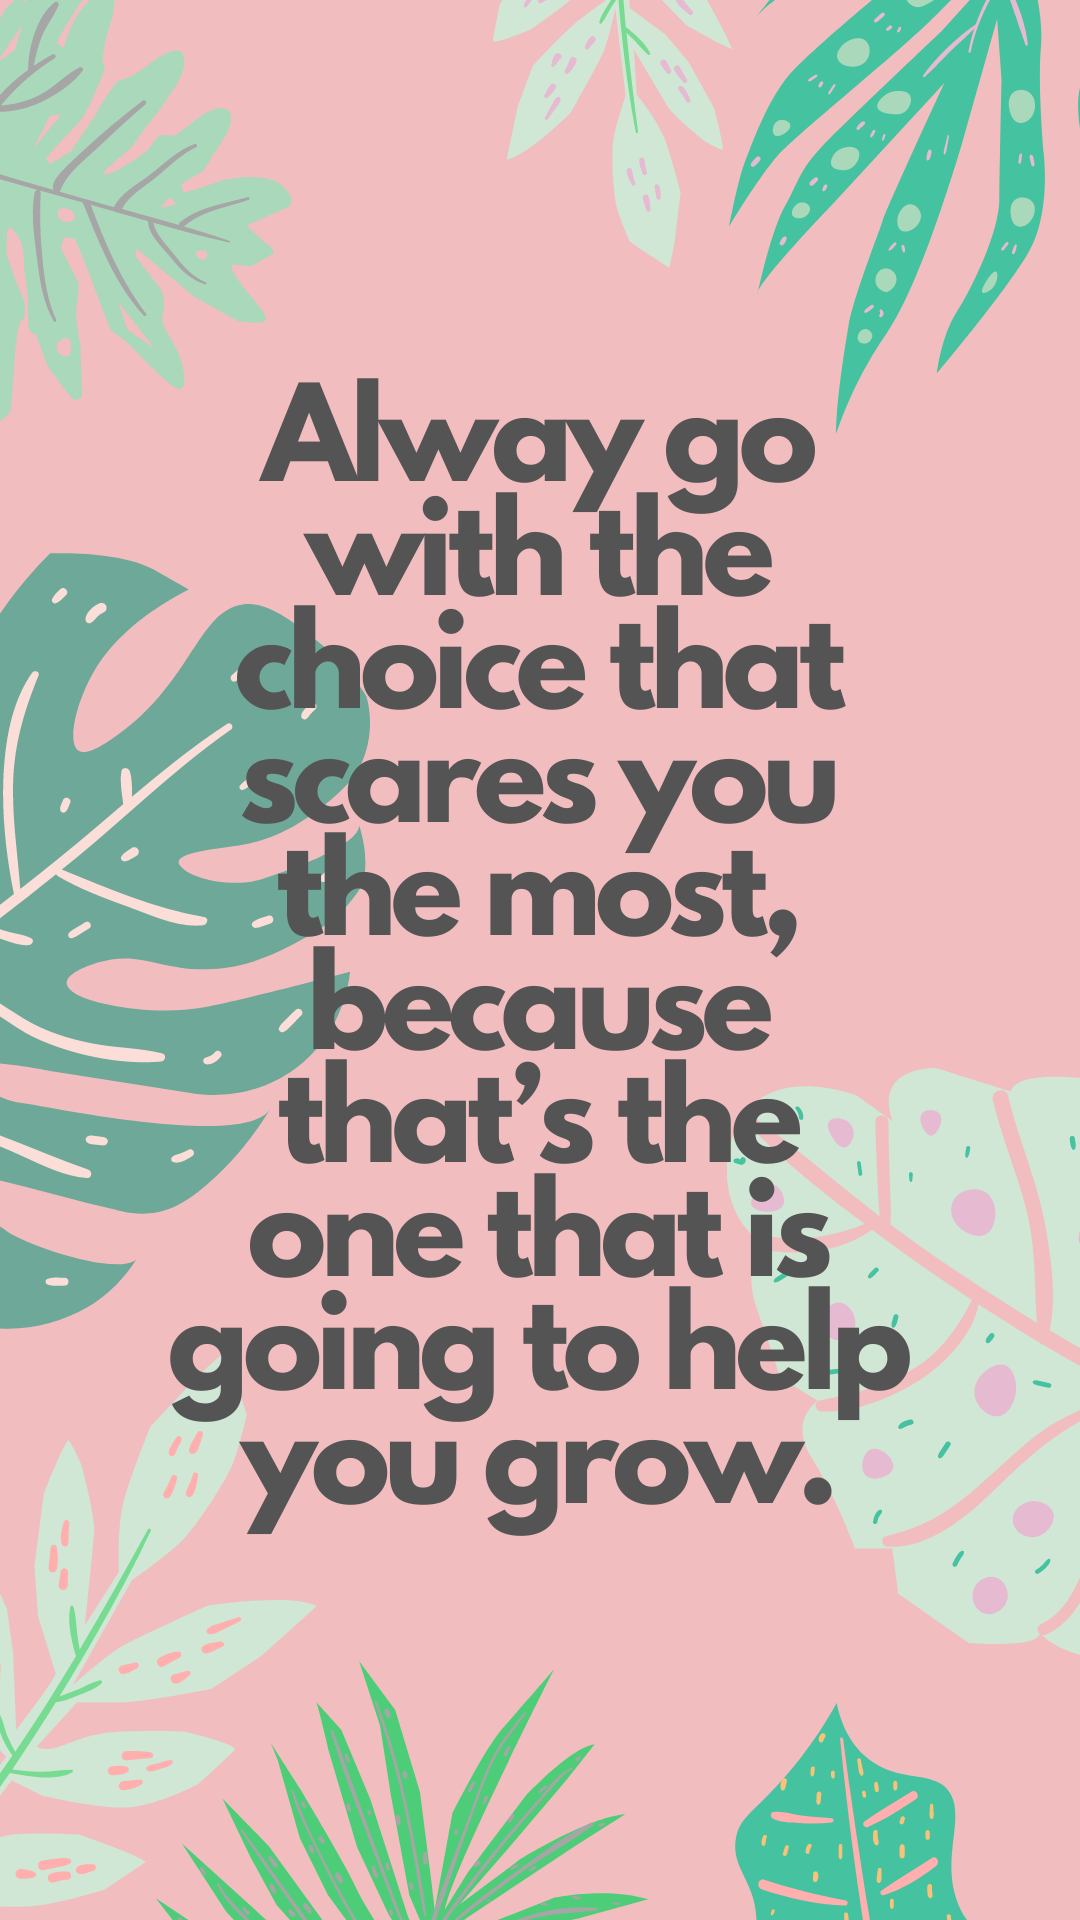 Alway go
with the
choice that
scares you
the most,
because
that’s the
one that is
going to help
you grow.